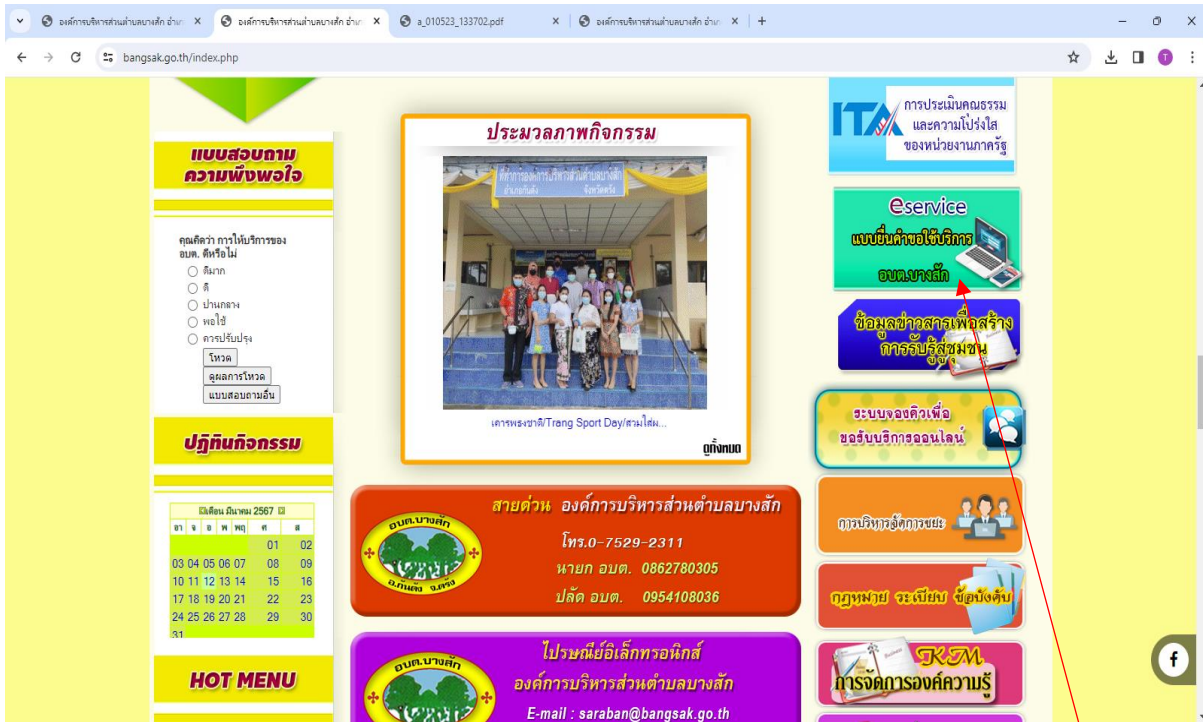 องค์การบริหารส่วนตำบลบางสัก อำเภ
องค์การบริหารส่วนตำบลบางสัก อำเภ
a_010523_133702.pdf
องค์การบริหารส่วนตำบลบางสัก อำเภ
bangsak.go.th/index.php
T
แบบสอบถาม
ความพึงพอใจ
คุณคิดว่า การให้บริการของ
อบต. ดีหรือไม่
ดีมาก
ดี
ปานกลาง
พอใช้
ควรปรับปรุง
โหวต
ดูผลการโหวต
แบบสอบถามอื่น
ปฏิทินกิจกรรม
เดือน มีนาคม 2567
อา จ อ พ พฤ ศ ส
01 02
03 04 05 06 07 08 09
10 11 12 13 14 15 16
17 18 19 20 21 22 23
24 25 26 27 28 29 30
31
HOT MENU
ประมวลภาพกิจกรรม
ที่ทำการองค์การบริหารส่วนตำบลบางสัก
อำเภอกันตัง จังหวัดตรัง
เคารพธงชาติ/Trang Sport Day/สวมใส่ผ...
ดูทั้งหมด
สายด่วน องค์การบริหารส่วนตำบลบางสัก
โทร.0-7529-2311
นายก อบต. 0862780305
ปลัด อบต. 0954108036
อบต.บางสัก
อ.กันตัง จ.ตรัง
ไปรษณีย์อิเล็กทรอนิกส์
องค์การบริหารส่วนตำบลบางสัก
E-mail : saraban@bangsak.go.th
อบต.บางสัก
ITA
การประเมินคุณธรรม
และความโปร่งใส
ของหน่วยงานภาครัฐ
eservice
แบบยื่นคำขอใช้บริการ
อบต.บางสัก
ข้อมูลข่าวสารเพื่อสร้าง
การรับรู้สู่ชุมชน
ระบบจองคิวเพื่อ
ขอรับบริการออนไลน์
การบริหารจัดการขยะ
กฎหมาย ระเบียบ ข้อบังคับ
KM
การจัดการองค์ความรู้
f